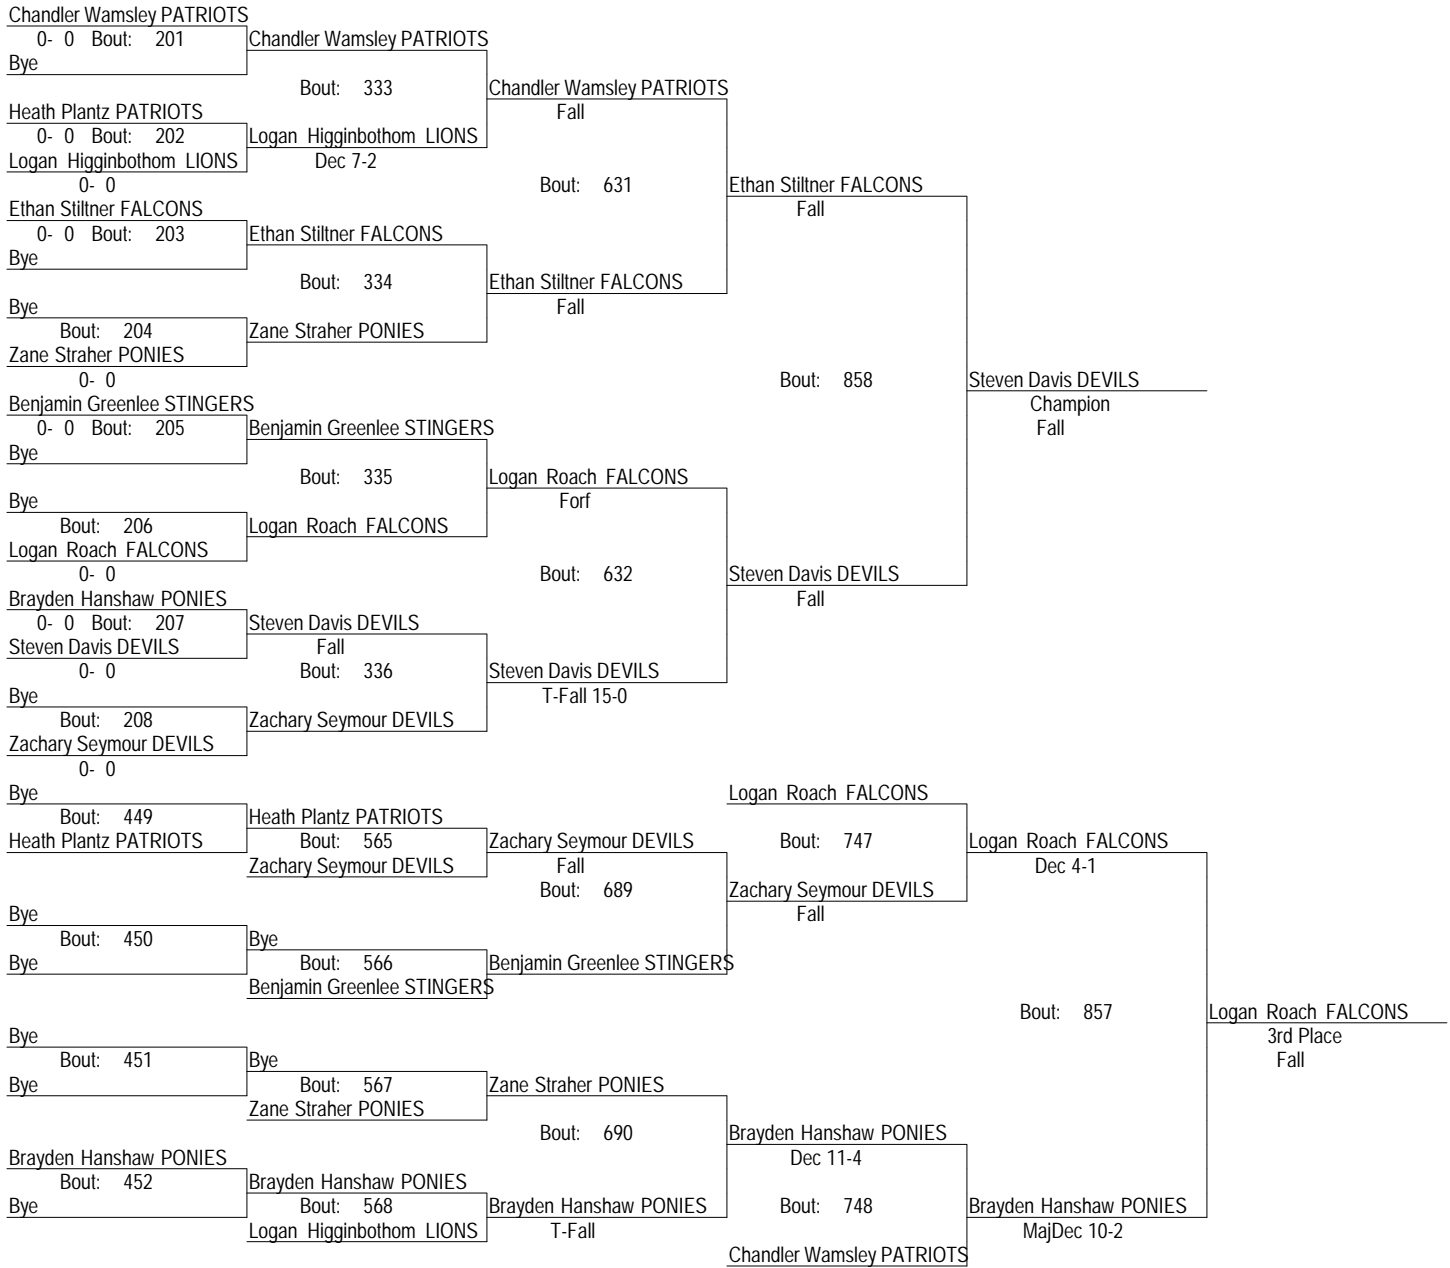 Chandler Wamsley PATRIOTS
0- 0 Bout: 201
Chandler Wamsley PATRIOTS
Bye
Bout: 333
Chandler Wamsley PATRIOTS
Heath Plantz PATRIOTS
Fall
0- 0 Bout: 202
Logan Higginbothom LIONS
Logan Higginbothom LIONS
Dec 7-2
0- 0
Bout: 631
Ethan Stiltner FALCONS
Ethan Stiltner FALCONS
Fall
0- 0 Bout: 203
Ethan Stiltner FALCONS
Bye
Bout: 334
Ethan Stiltner FALCONS
Bye
Fall
Bout: 204
Zane Straher PONIES
Zane Straher PONIES
0- 0
Bout: 858
Steven Davis DEVILS
Benjamin Greenlee STINGERS
Champion
0- 0 Bout: 205
Benjamin Greenlee STINGERS
Fall
Bye
Bout: 335
Logan Roach FALCONS
Bye
Forf
Bout: 206
Logan Roach FALCONS
Logan Roach FALCONS
0- 0
Bout: 632
Steven Davis DEVILS
Brayden Hanshaw PONIES
Fall
0- 0 Bout: 207
Steven Davis DEVILS
Steven Davis DEVILS
Fall
0- 0
Bout: 336
Steven Davis DEVILS
Bye
T-Fall 15-0
Bout: 208
Zachary Seymour DEVILS
Zachary Seymour DEVILS
0- 0
Bye
Logan Roach FALCONS
Bout: 449
Heath Plantz PATRIOTS
Heath Plantz PATRIOTS
Bout: 565
Zachary Seymour DEVILS
Bout: 747
Logan Roach FALCONS
Zachary Seymour DEVILS
Fall
Dec 4-1
Bout: 689
Zachary Seymour DEVILS
Bye
Fall
Bout: 450
Bye
Bye
Bout: 566
Benjamin Greenlee STINGERS
Benjamin Greenlee STINGERS
Bout: 857
Logan Roach FALCONS
Bye
3rd Place
Bout: 451
Bye
Fall
Bye
Bout: 567
Zane Straher PONIES
Zane Straher PONIES
Bout: 690
Brayden Hanshaw PONIES
Brayden Hanshaw PONIES
Dec 11-4
Bout: 452
Brayden Hanshaw PONIES
Bye
Bout: 568
Brayden Hanshaw PONIES
Bout: 748
Brayden Hanshaw PONIES
Logan Higginbothom LIONS
T-Fall
MajDec 10-2
Chandler Wamsley PATRIOTS